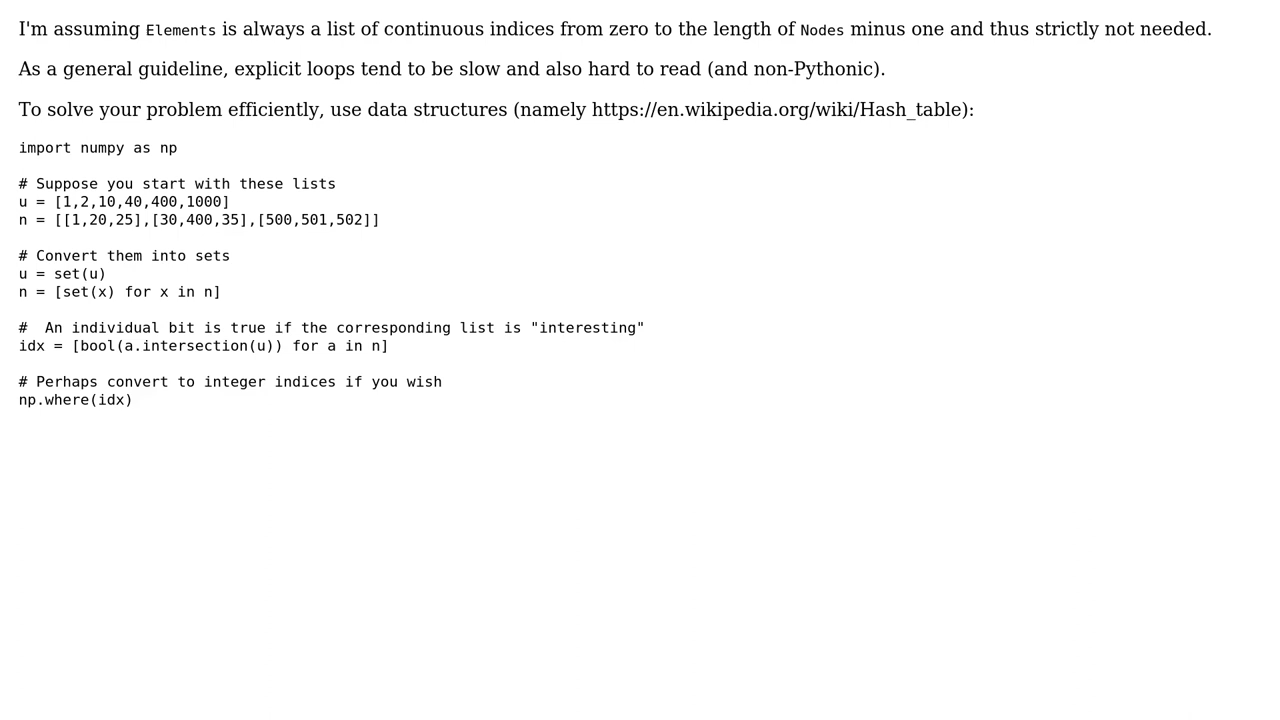 I'm assuming Elements is always a list of continuous indices from zero to the length of Nodes minus one and thus strictly not needed.
As a general guideline, explicit loops tend to be slow and also hard to read (and non-Pythonic).
To solve your problem efficiently, use data structures (namely https://en.wikipedia.org/wiki/Hash_table):
import numpy as np
# Suppose you start with these lists
u = [1,2,10,40,400,1000]
n = [[1,20,25],[30,400,35],[500,501,502]]
# Convert them into sets
u = set(u)
n = [set(x) for x in n]
#  An individual bit is true if the corresponding list is "interesting"
idx = [bool(a.intersection(u)) for a in n]
# Perhaps convert to integer indices if you wish
np.where(idx)